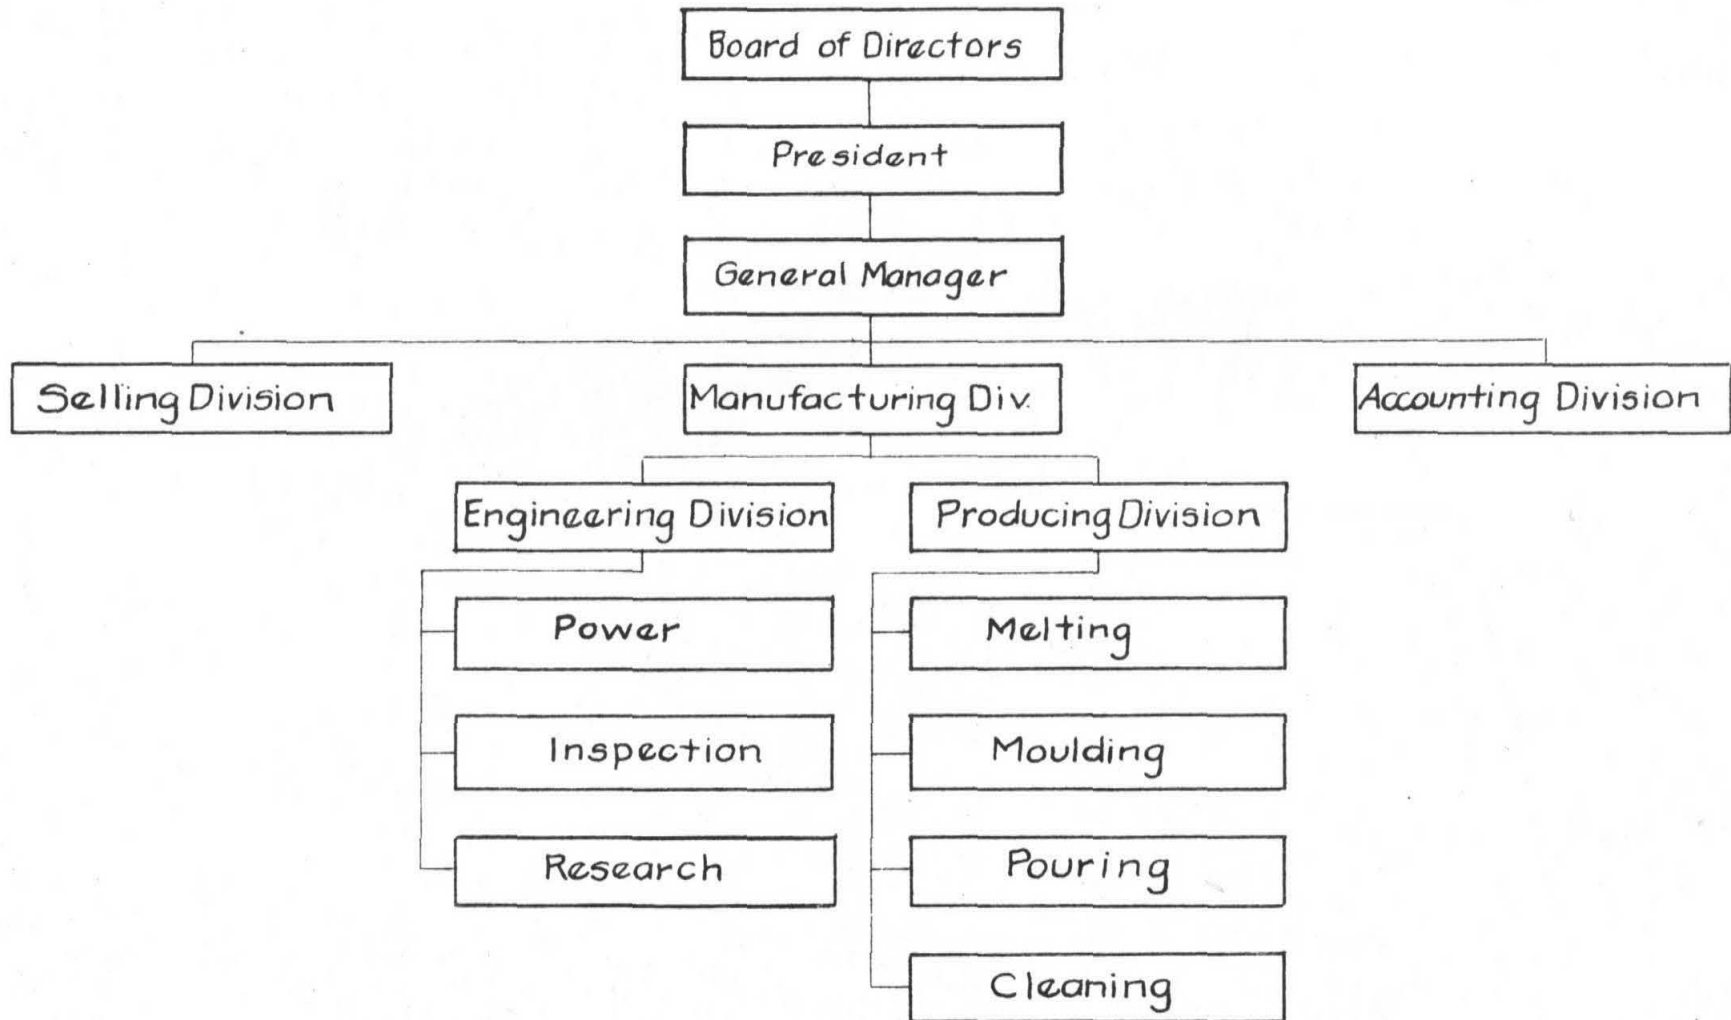 Board of Directors
President
General Manager
Selling Division
Manufacturing Div.
Accounting Division
Engineering Division
Producing Division
Power
Melting
Inspection
Moulding
Research
Pouring
Cleaning